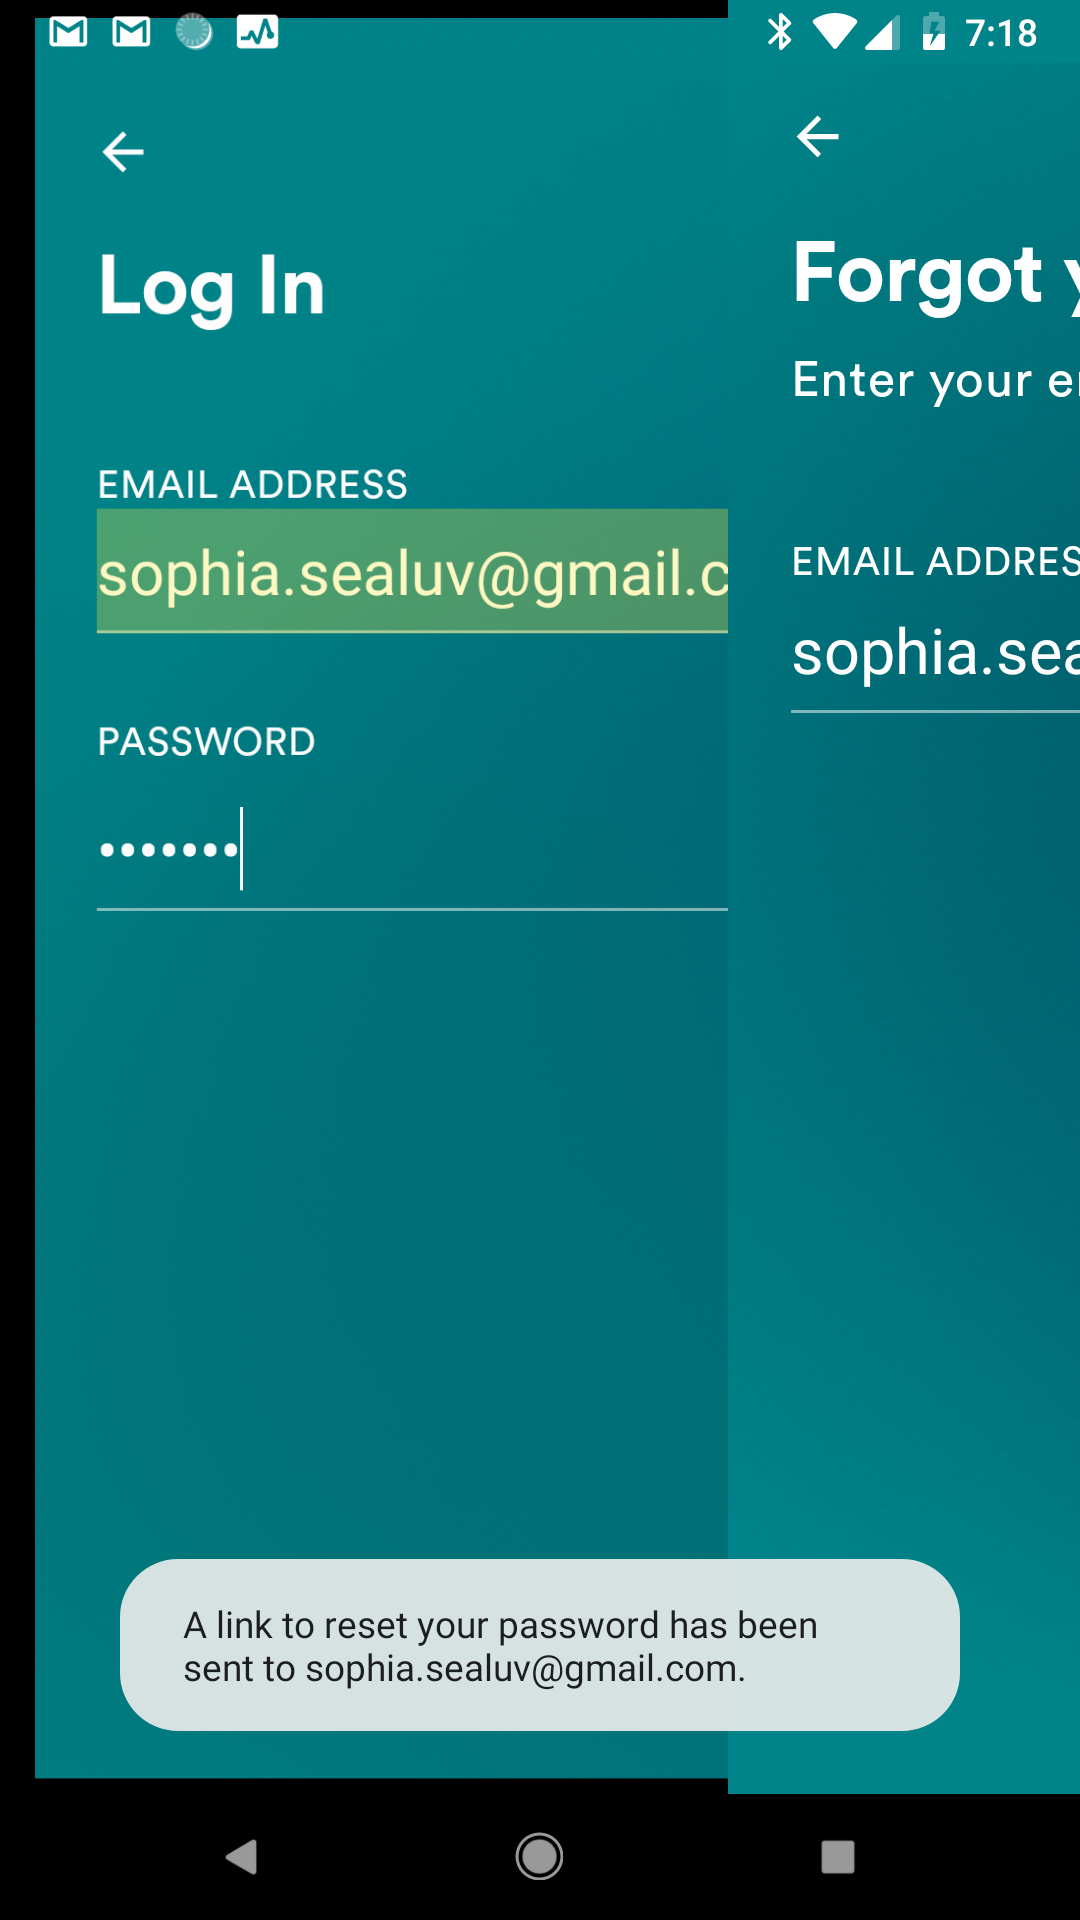 7:18
Log In
EMAIL ADDRESS
sophia.sealuv@gmail.c
PASSWORD
•••••••
Forgot y
Enter your e
EMAIL ADDRES
sophia.sea
A link to reset your password has been
sent to sophia.sealuv@gmail.com.